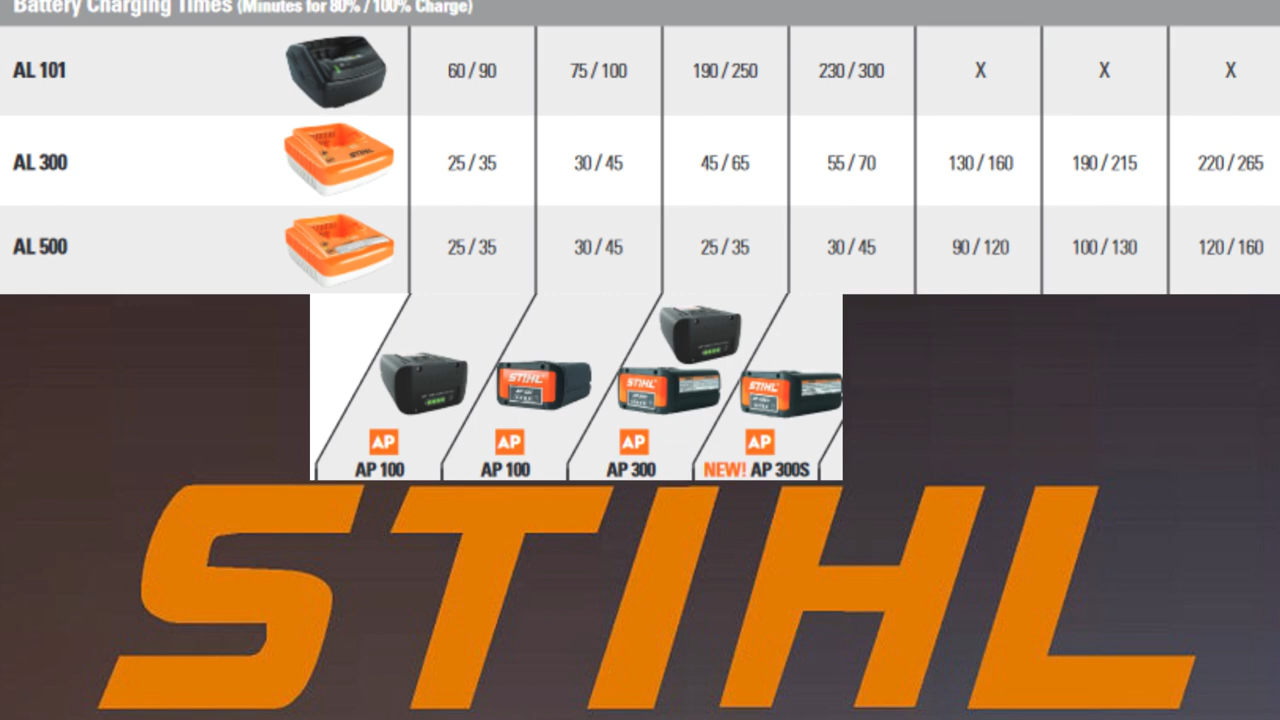 Battery Charging Times (Minutes for 80% / 100% Charge)
AL 101 60 / 90 75 / 100 190 / 250 230 / 300 X X X
STIHL
AL 300 25 / 35 30 / 45 45 / 65 55 / 70 130 / 160 190 / 215 220 / 265
AL 500 25 / 35 30 / 45 25 / 35 30 / 45 90 / 120 100 / 130 120 / 160
STIHL STIHL STIHL
AP AP AP AP
AP 100 AP 100 AP 300 NEW! AP 300S
STIHL